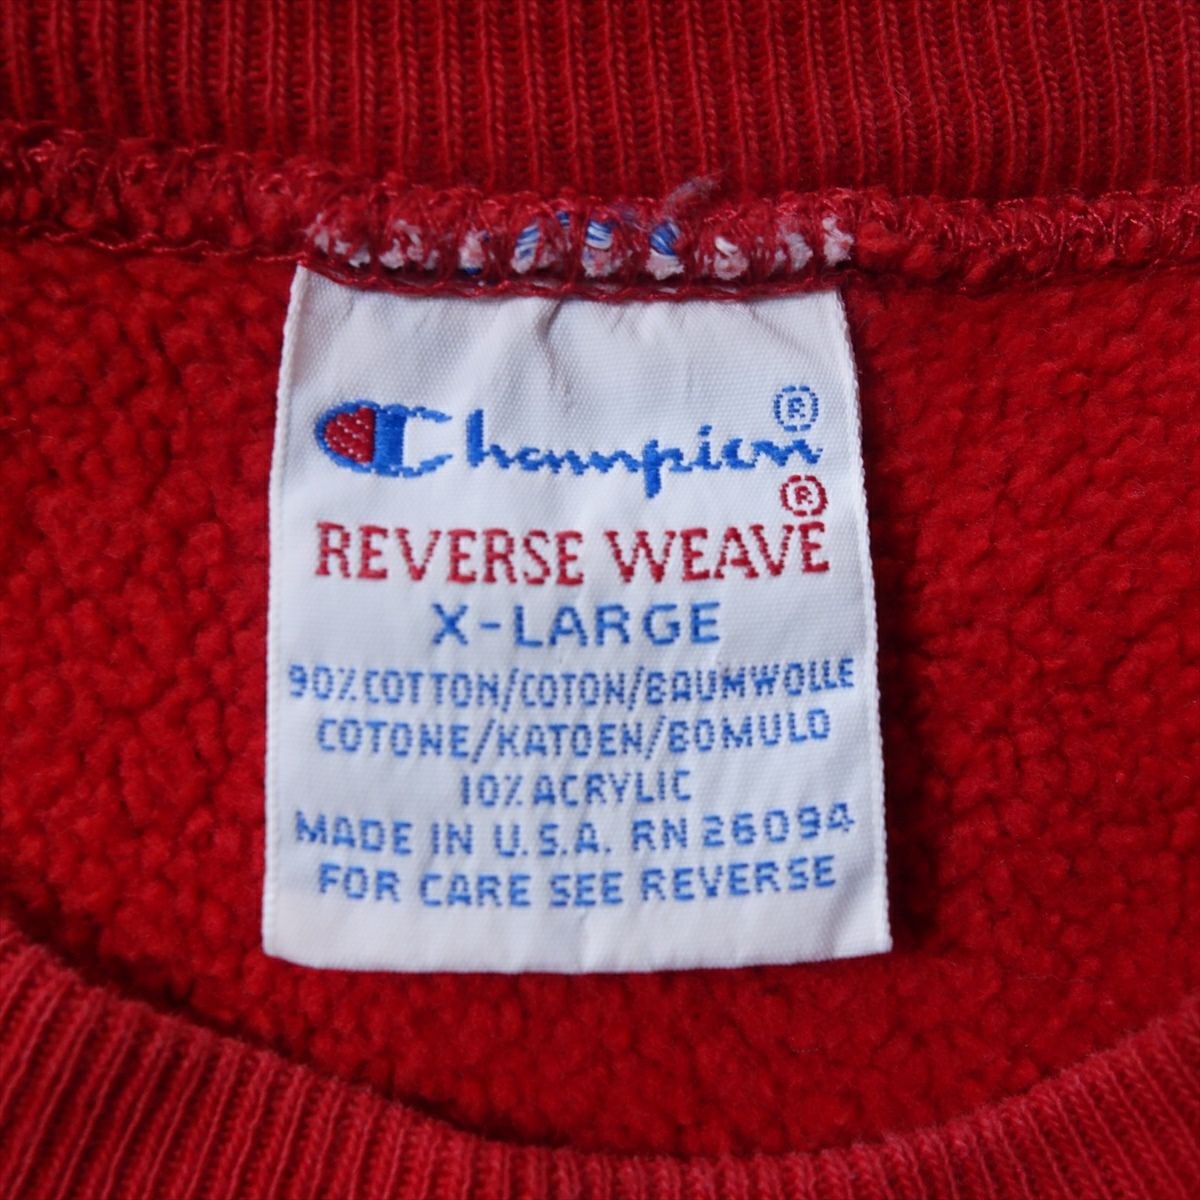 Champion®
REVERSE WEAVE®
X-LARGE
90% COTTON/COTON/BAUMWOLLE
COTONE/KATOEN/BOMULD
10% ACRYLIC
MADE IN U.S.A. RN 26094
FOR CARE SEE REVERSE